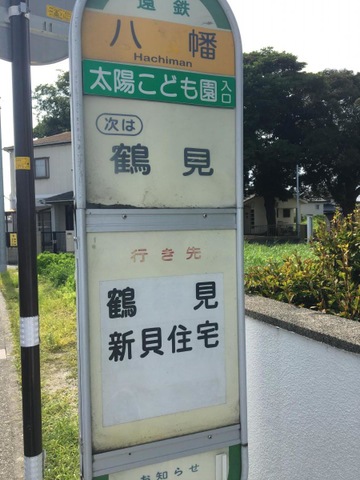 遠鉄
八幡
Hachiman
太陽こども園入口
次は
鶴見
行き先
鶴見
新貝住宅
お知らせ